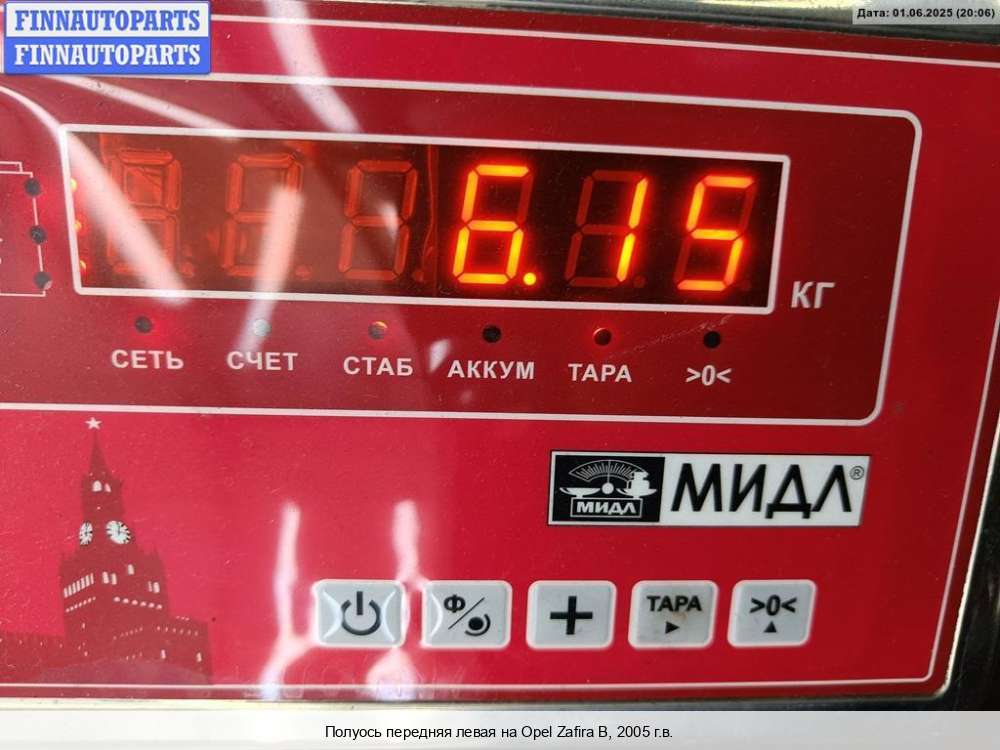 FINNAUTOPARTS
FINNAUTOPARTS
Дата: 01.06.2025 (20:06)
6.15
КГ
СЕТЬ СЧЕТ СТАБ АККУМ ТАРА >0<
МИДЛ МИДЛ®
Ф/ + ТАРА >0<
Полуось передняя левая на Opel Zafira B, 2005 г.в.